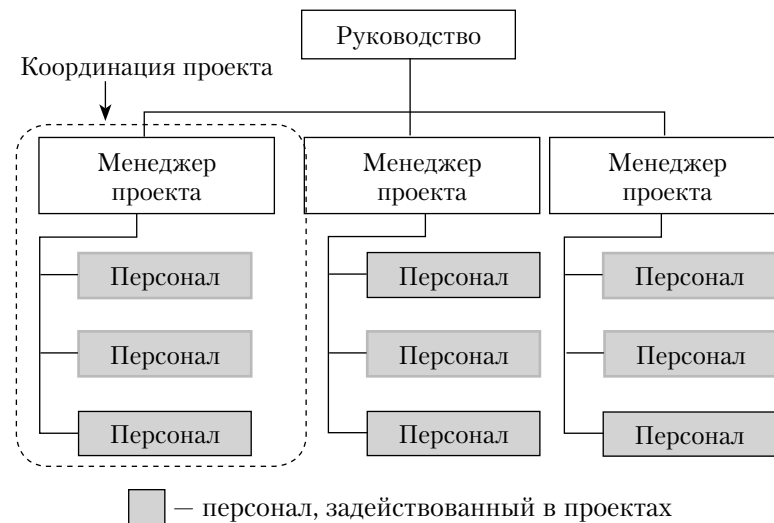 Руководство
Координация проекта
Менеджер
проекта
Менеджер
проекта
Менеджер
проекта
Персонал
Персонал
Персонал
Персонал
Персонал
Персонал
Персонал
Персонал
Персонал
— персонал, задействованный в проектах